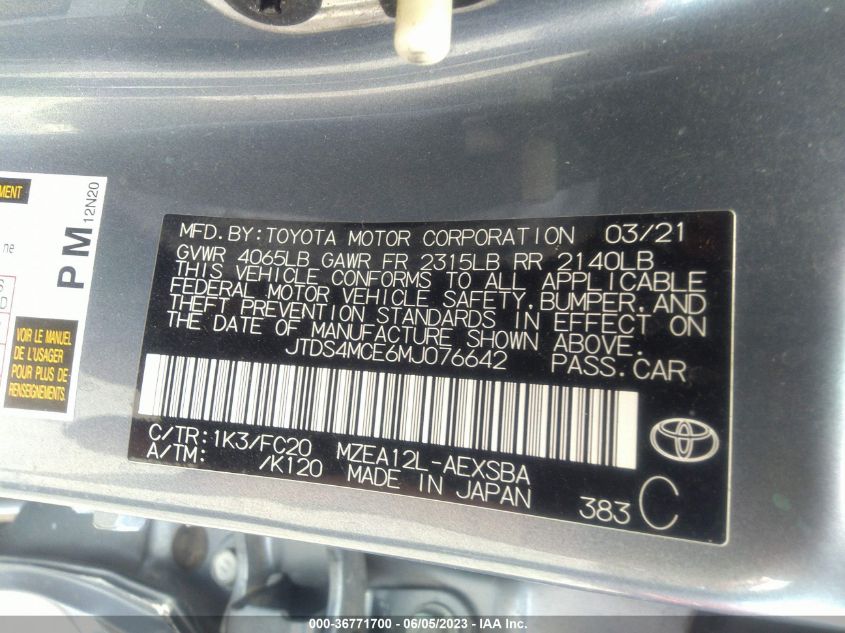 MENT
ne
S
D
PM
12N20
VOIR LE MANUEL
DE L'USAGER
POUR PLUS DE
RENSEIGNEMENTS.
MFD. BY: TOYOTA MOTOR CORPORATION 03/21
GVWR 4065LB GAWR FR 2315LB RR 2140LB
THIS VEHICLE CONFORMS TO ALL APPLICABLE
FEDERAL MOTOR VEHICLE SAFETY, BUMPER, AND
THEFT PREVENTION STANDARDS IN EFFECT ON
THE DATE OF MANUFACTURE SHOWN ABOVE.
JTDS4MCE6MJ076642 PASS. CAR
C/TR: 1K3/FC20 MZEA12L-AEXSBA
A/TM: /K120 MADE IN JAPAN
383 C
000-36771700 - 06/05/2023 - IAA Inc.